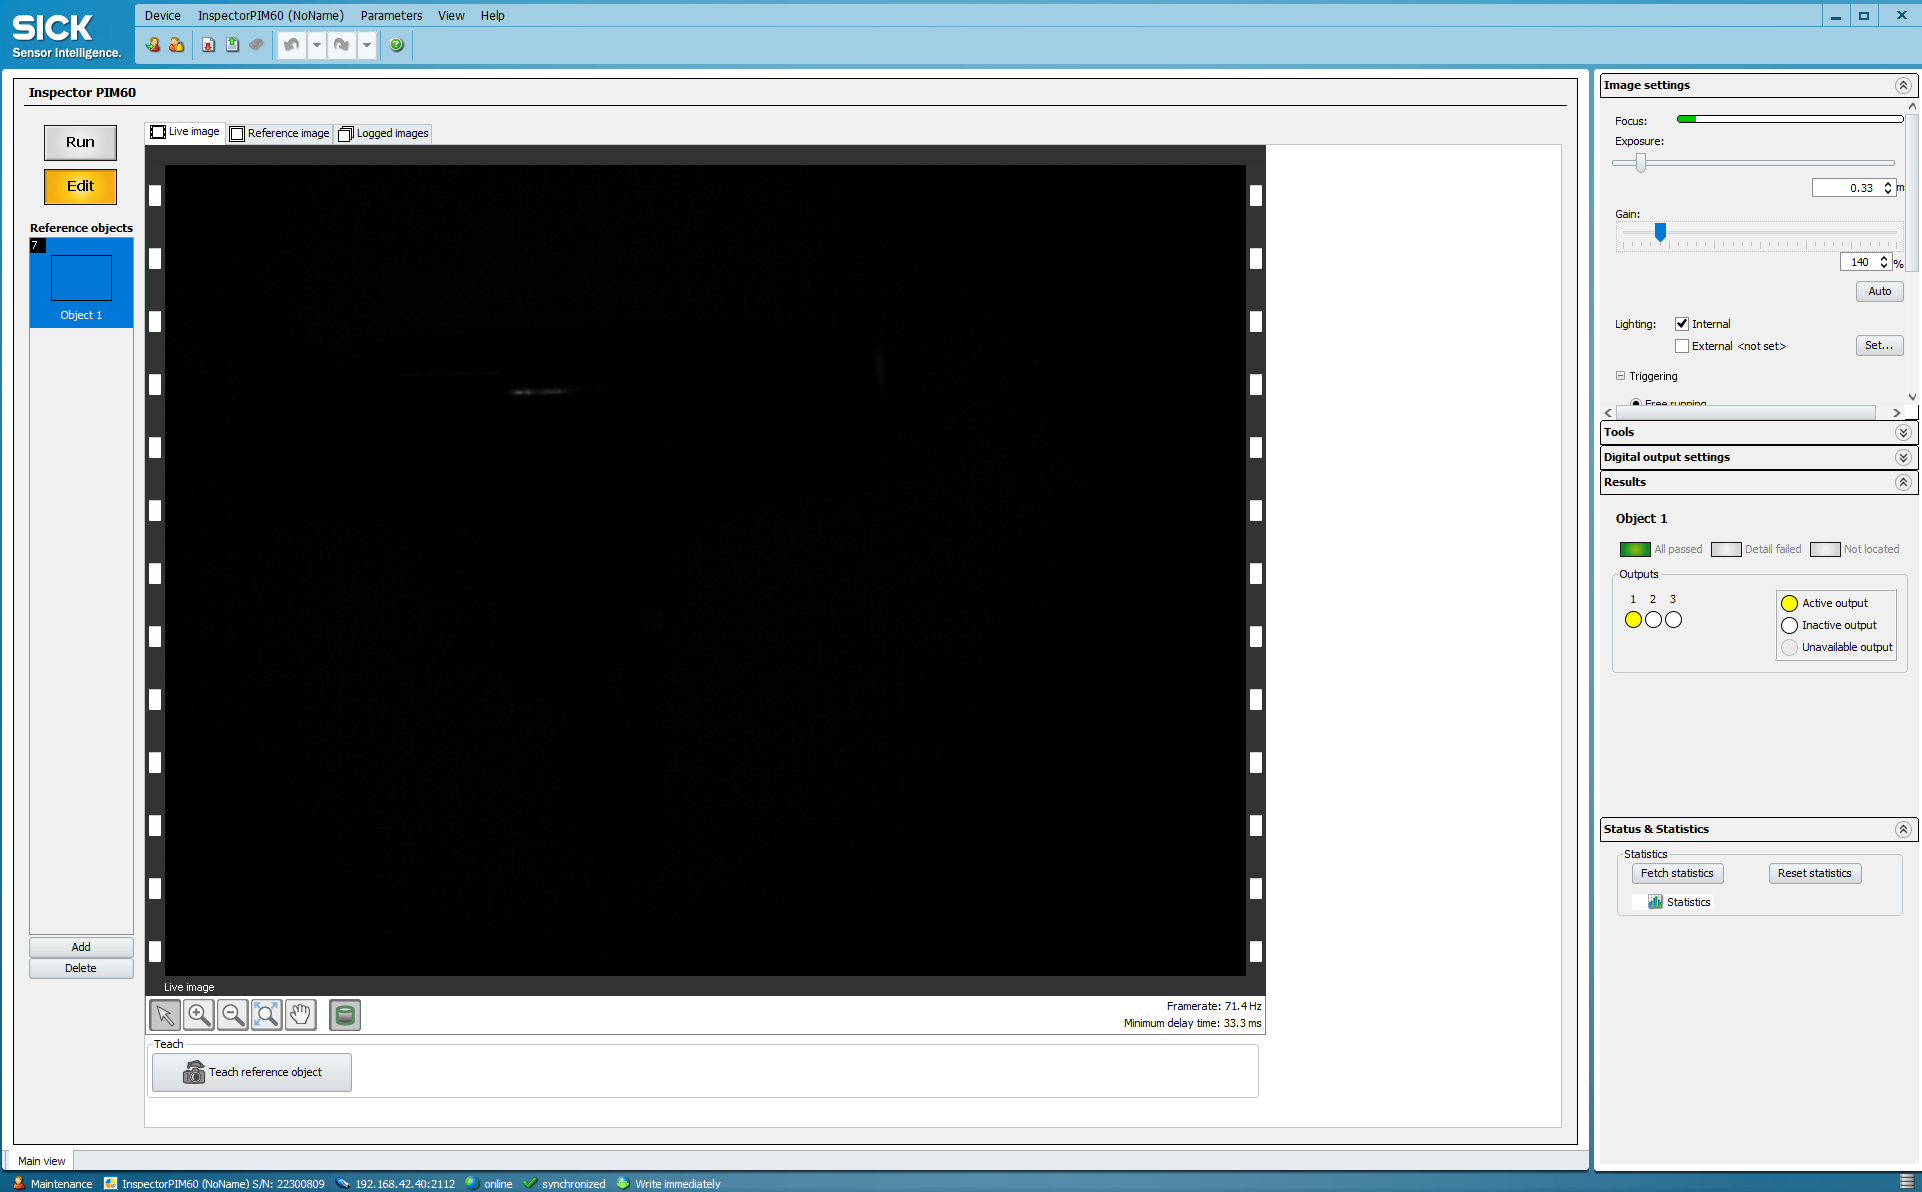 SICK
Sensor Intelligence.
Device InspectorPIM60 (NoName) Parameters View Help
Inspector PIM60
Run
Edit
Reference objects
7
Object 1
Add
Delete
Live image Reference image Logged images
Live image
Framerate: 71.4 Hz
Minimum delay time: 33.3 ms
Teach
Teach reference object
Main view
Image settings
Focus:
Exposure:
0.33 m
Gain:
140 %
Auto
Lighting: Internal
External <not set> Set...
Triggering
Free running
Tools
Digital output settings
Results
Object 1
All passed Detail failed Not located
Outputs
1 2 3
Active output
Inactive output
Unavailable output
Status & Statistics
Statistics
Fetch statistics Reset statistics
Statistics
Maintenance InspectorPIM60 (NoName) S/N: 22300809 192.168.42.40:2112 online synchronized Write immediately